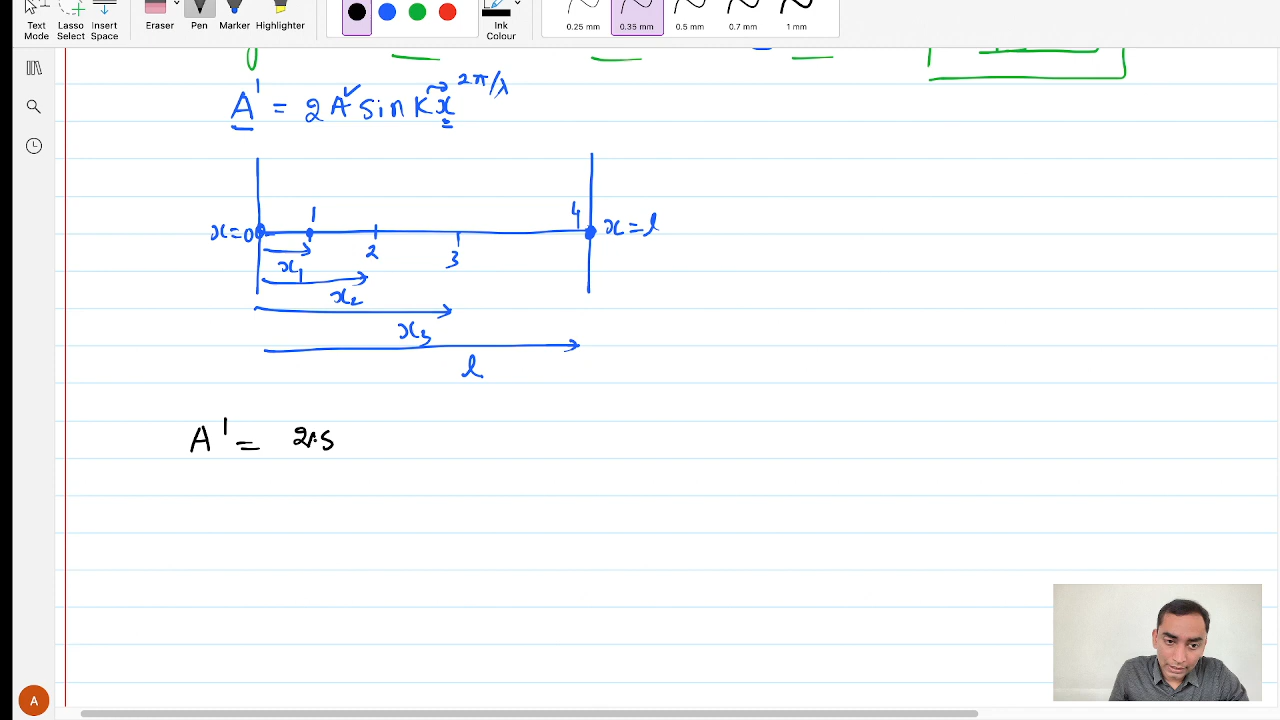 Text Mode
Lasso Select
Insert Space
Eraser
Pen
Marker
Highlighter
Ink Colour
0.25 mm
0.35 mm
0.5 mm
0.7 mm
1 mm
A' = 2A sin Kx 2π/λ
1
4
x=0
x=l
2
3
x₁
x₂
x₃
l
A' = 2.5
A